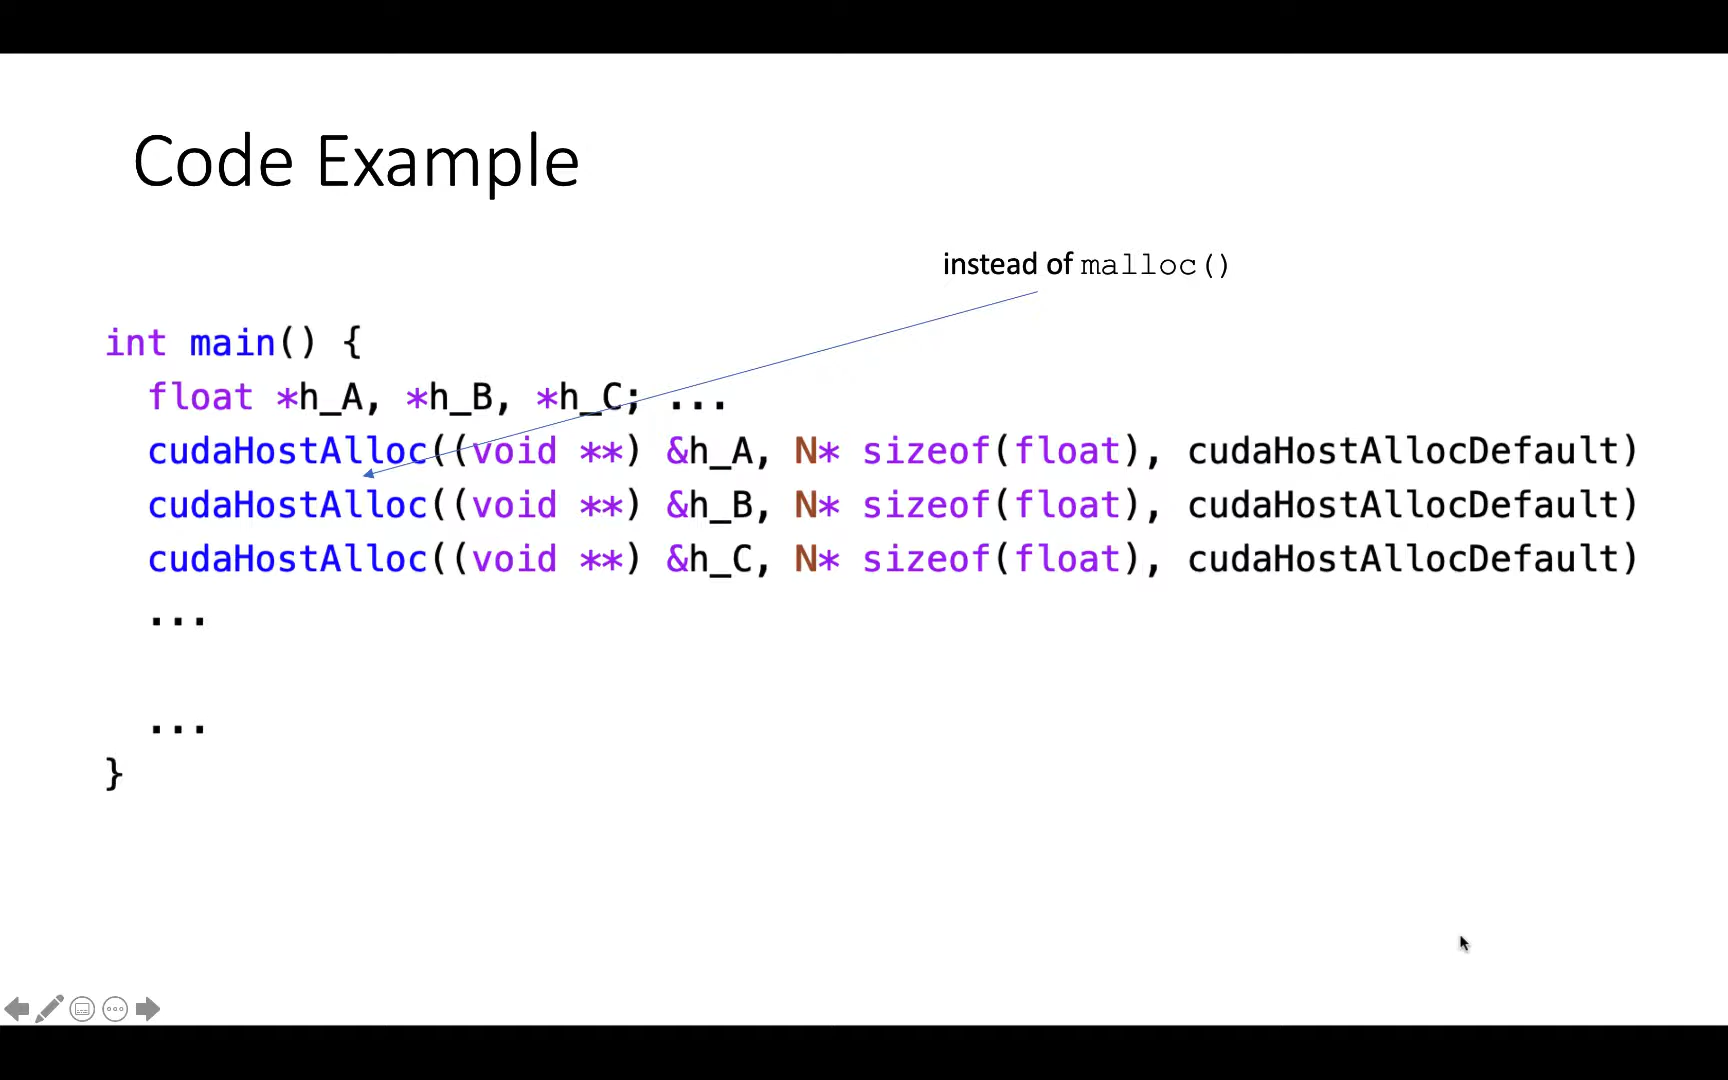 Code Example
instead of malloc()
int main() {
float *h_A, *h_B, *h_C; ...
cudaHostAlloc((void **) &h_A, N* sizeof(float), cudaHostAllocDefault)
cudaHostAlloc((void **) &h_B, N* sizeof(float), cudaHostAllocDefault)
cudaHostAlloc((void **) &h_C, N* sizeof(float), cudaHostAllocDefault)
...
...
}